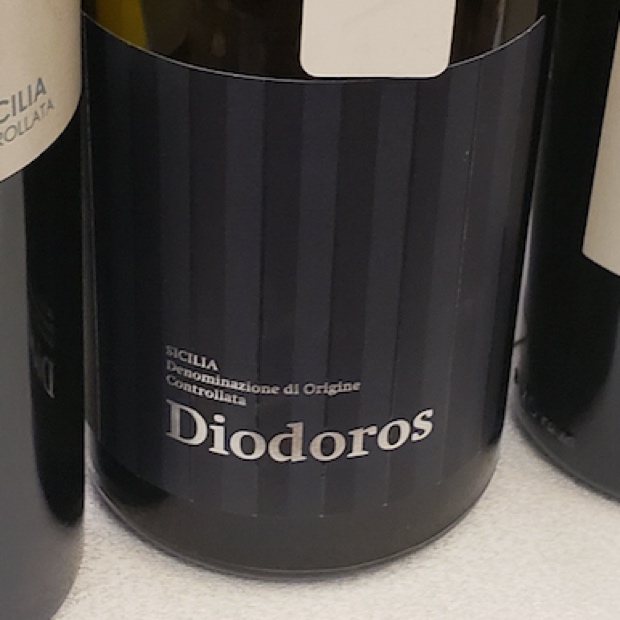 CILIA
ROLLATA
SICILIA
Denominazione di Origine
Controllata
Diodoros